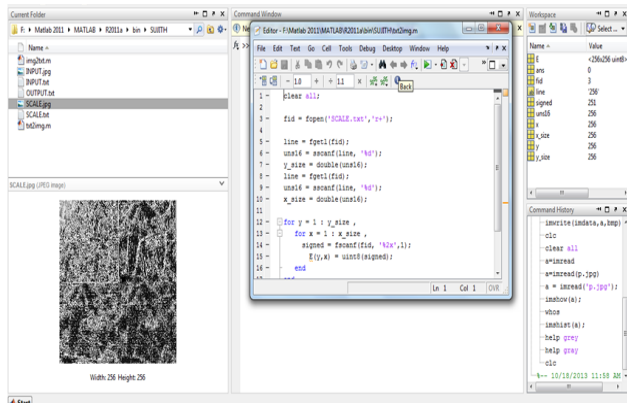 Current Folder
F: ▸ Matlab 2011 ▸ MATLAB ▸ R2011a ▸ bin ▸ SUJITH
Name
img2txt.m
INPUT.jpg
INPUT.txt
OUTPUT.txt
SCALE.jpg
SCALE.txt
txt2img.m
SCALE.jpg (JPEG Image)
Width: 256 Height: 256
Start
Command Window
Ne
fx >>
Editor - F:\Matlab 2011\MATLAB\R2011a\bin\SUJITH\txt2img.m
File Edit Text Go Cell Tools Debug Desktop Window Help
- 1.0 + ÷ 1.1 ×
Back
1 - clear all;
2
3 - fid = fopen('SCALE.txt','r+');
4
5 - line = fgetl(fid);
6 - uns16 = sscanf(line, '%d');
7 - y_size = double(uns16);
8 - line = fgetl(fid);
9 - uns16 = sscanf(line, '%d');
10 - x_size = double(uns16);
11
12 - for y = 1 : y_size ,
13 - for x = 1 : x_size ,
14 - signed = fscanf(fid, '%2x',1);
15 - E(y,x) = uint8(signed);
16 - end
Ln 1 Col 1 OVR
Workspace
Select ...
Name Value
E <256x256 uint8>
ans 0
fid 3
line '256'
signed 251
uns16 256
x 256
x_size 256
y 256
y_size 256
Command History
imwrite(imdata,a,bmp)
clc
clear all
a=imread
a=imread(p.jpg)
a = imread('p.jpg');
imshow(a);
whos
imshist(a);
help grey
help gray
clc
%-- 10/18/2013 11:58 AM